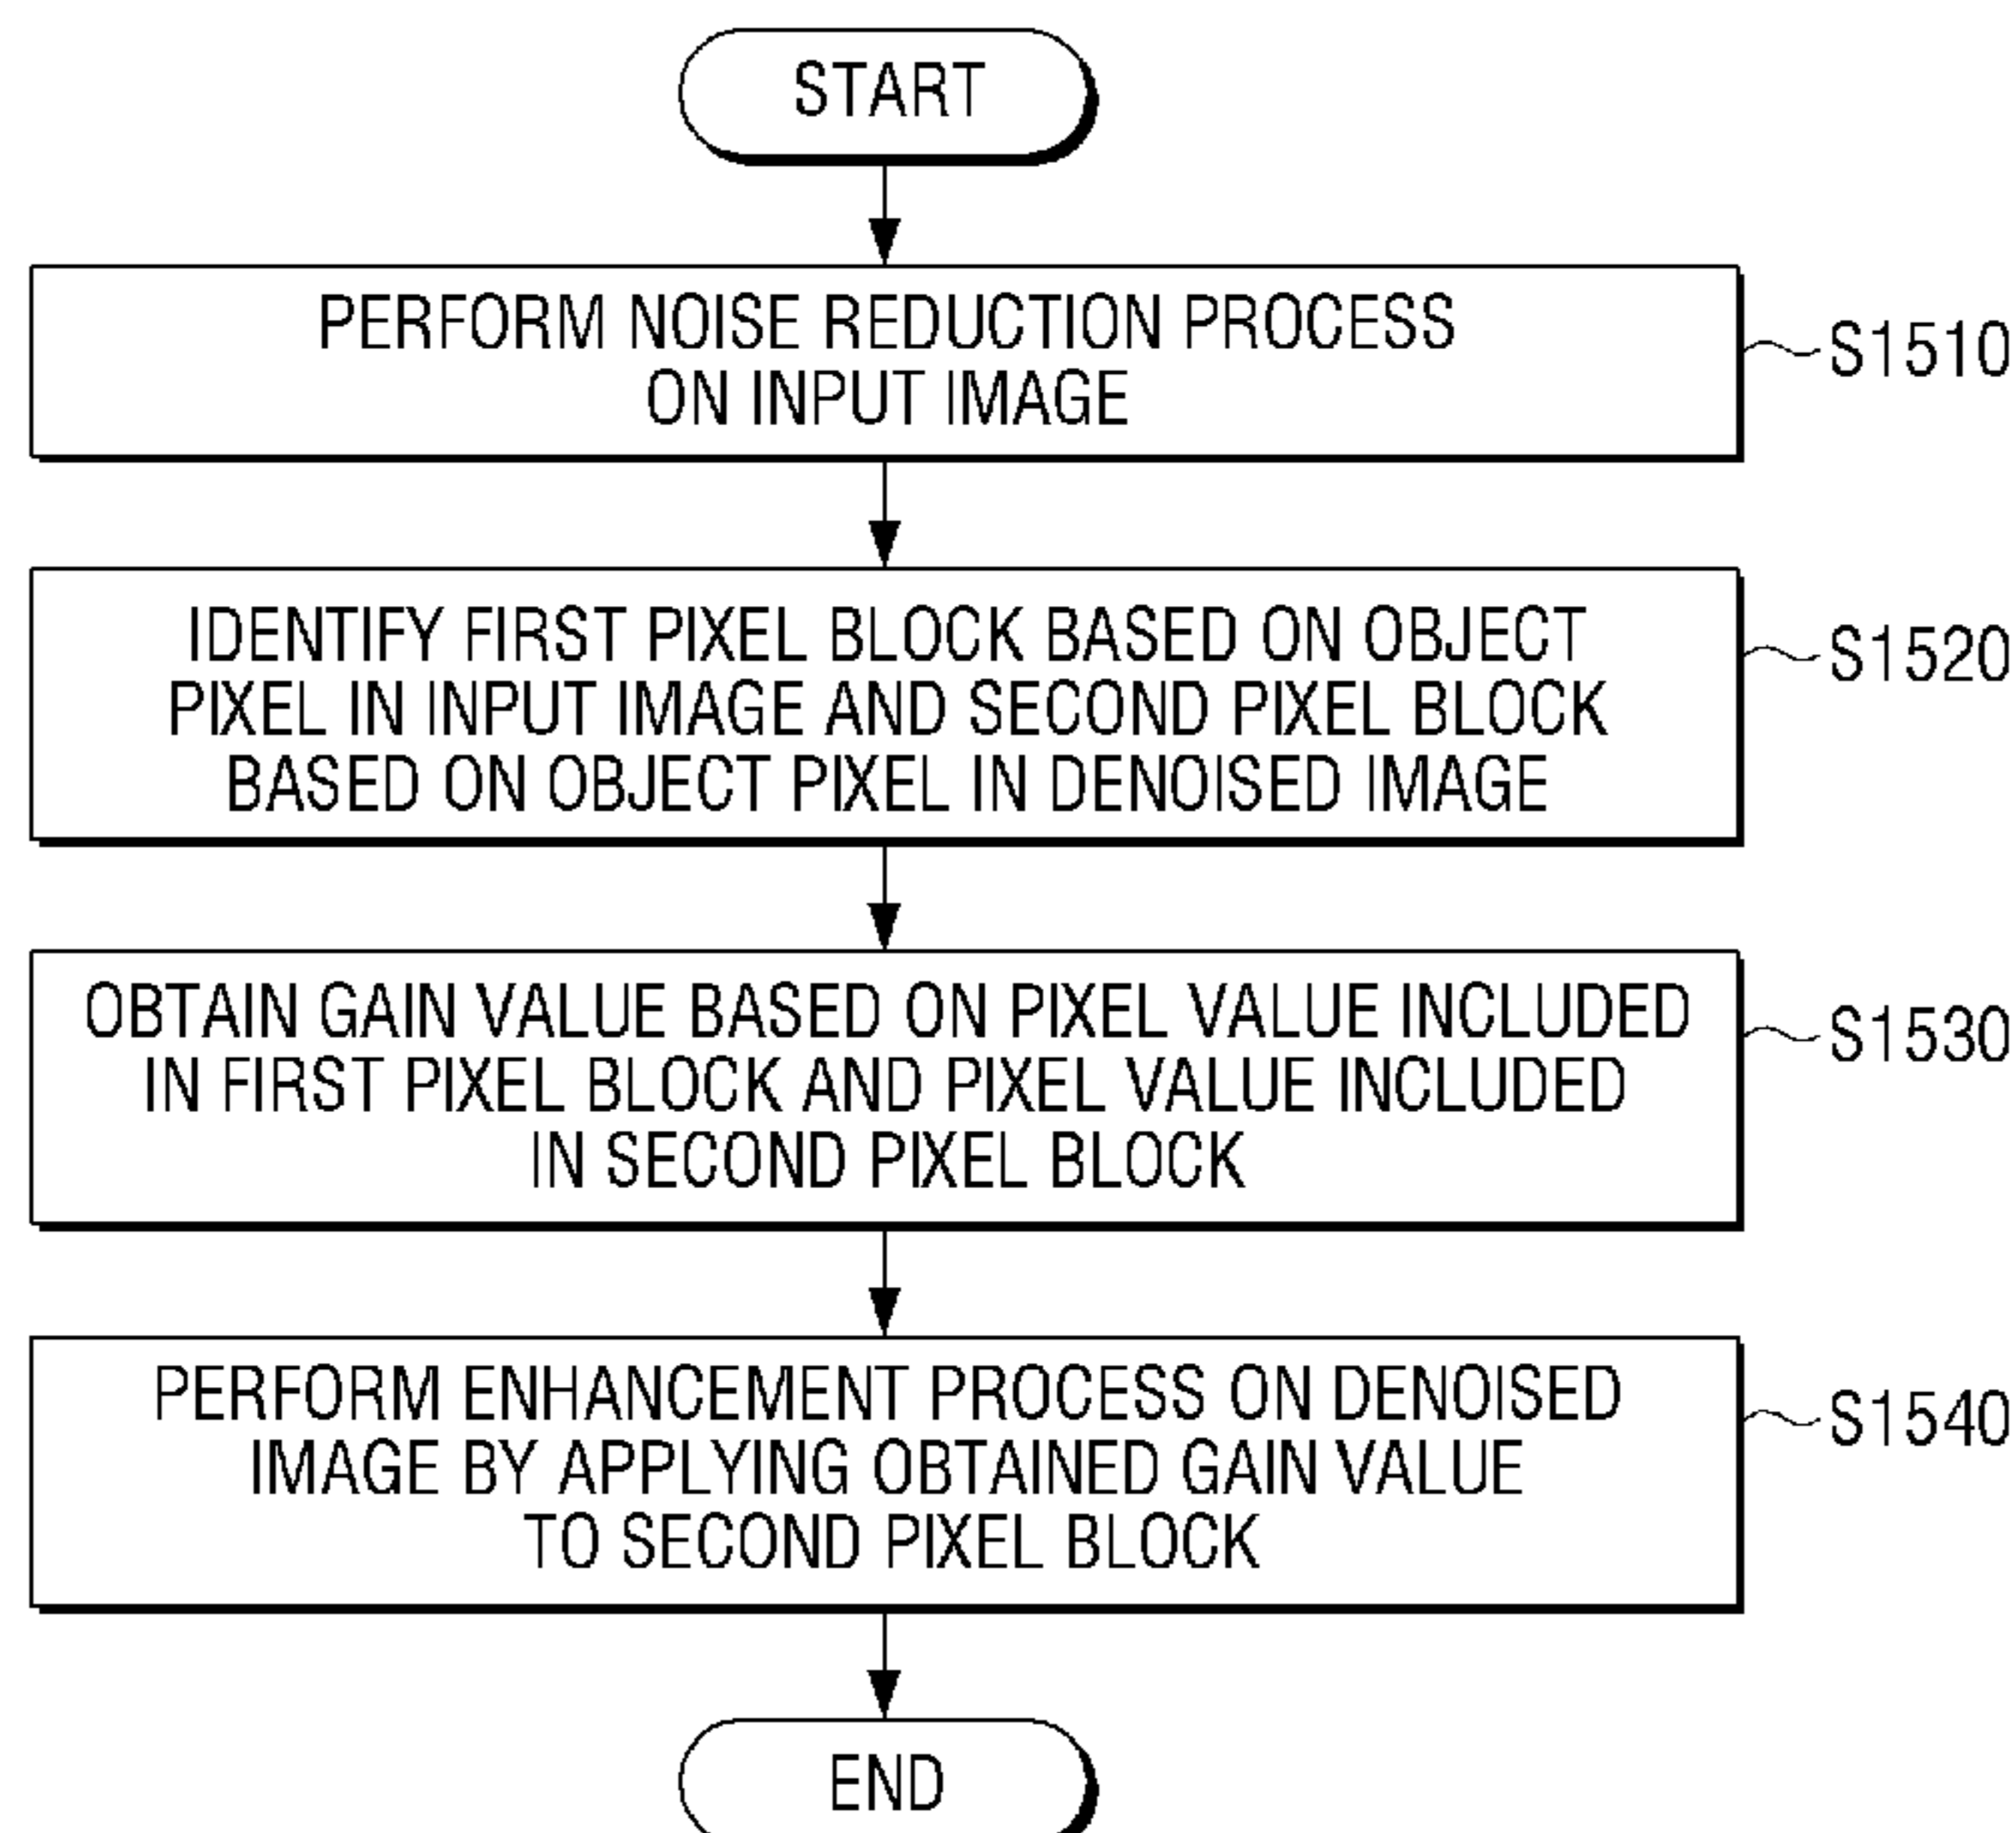 START
PERFORM NOISE REDUCTION PROCESS
ON INPUT IMAGE
S1510
IDENTIFY FIRST PIXEL BLOCK BASED ON OBJECT
PIXEL IN INPUT IMAGE AND SECOND PIXEL BLOCK
BASED ON OBJECT PIXEL IN DENOISED IMAGE
S1520
OBTAIN GAIN VALUE BASED ON PIXEL VALUE INCLUDED
IN FIRST PIXEL BLOCK AND PIXEL VALUE INCLUDED
IN SECOND PIXEL BLOCK
S1530
PERFORM ENHANCEMENT PROCESS ON DENOISED
IMAGE BY APPLYING OBTAINED GAIN VALUE
TO SECOND PIXEL BLOCK
S1540
END